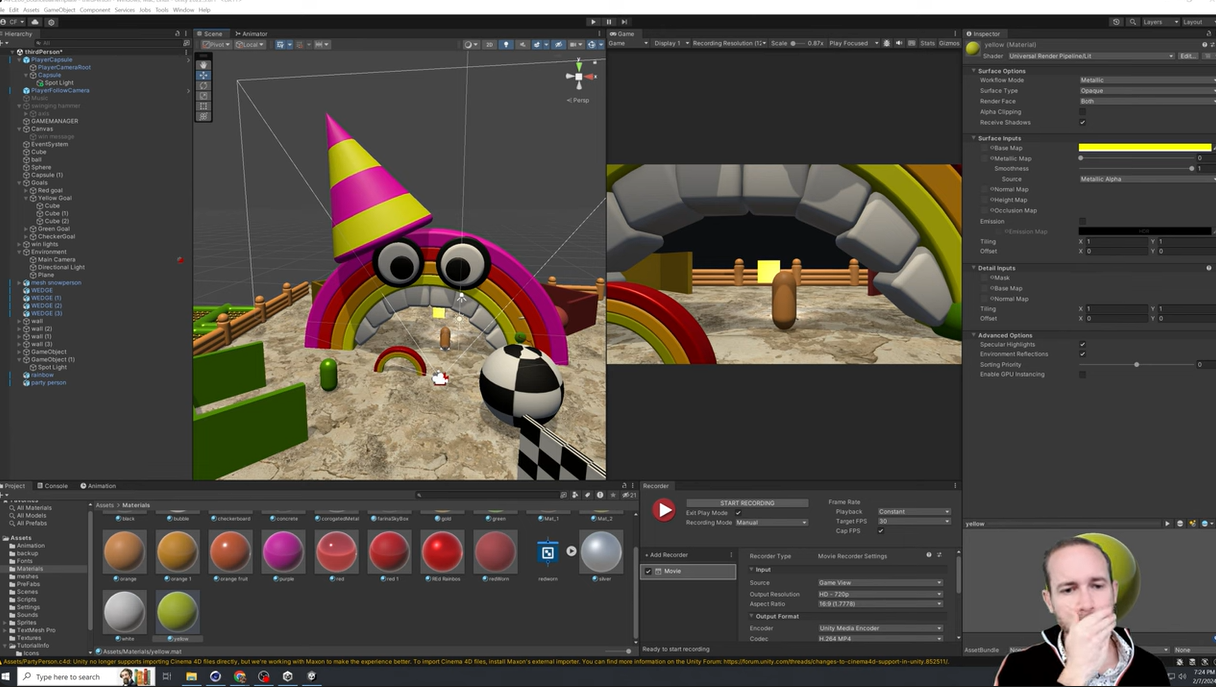 File Edit Assets GameObject Component Services Jobs Tools Window Help
CF
Layers
Layout
Hierarchy
All
thirdPerson*
PlayerCapsule
PlayerCameraRoot
Capsule
Spot Light
PlayerFollowCamera
Music
swinging hammer
axis
GAMEMANAGER
Canvas
win message
EventSystem
Cube
ball
Sphere
Capsule (1)
Goals
Red goal
Yellow Goal
Cube
Cube (1)
Cube (2)
Green Goal
CheckerGoal
win lights
Environment
Main Camera
Directional Light
Plane
mesh snowperson
WEDGE
WEDGE (1)
WEDGE (2)
WEDGE (3)
wall
wall (2)
wall (1)
wall (3)
GameObject
GameObject (1)
Spot Light
rainbow
party person
Scene
Animator
Pivot
Local
2D
Persp
Game
Game
Display 1
Recording Resolution
Scale
0.87x
Play Focused
Stats
Gizmos
Inspector
yellow (Material)
Shader
Universal Render Pipeline/Lit
Edit...
Surface Options
Workflow Mode
Metallic
Surface Type
Opaque
Render Face
Both
Alpha Clipping
Receive Shadows
Surface Inputs
Base Map
Metallic Map
0
Smoothness
1
Source
Metallic Alpha
Normal Map
Height Map
Occlusion Map
Emission
Emission Map
HDR
Tiling
X 1
Y 1
Offset
X 0
Y 0
Detail Inputs
Mask
Base Map
Normal Map
Tiling
X 1
Y 1
Offset
X 0
Y 0
Advanced Options
Specular Highlights
Environment Reflections
Sorting Priority
0
Enable GPU Instancing
Project
Console
Animation
21
Favorites
All Materials
All Models
All Prefabs
Assets
Animation
backup
Fonts
Materials
meshes
PreFabs
Scenes
Scripts
Settings
Sounds
Sprites
TextMesh Pro
Textures
TutorialInfo
Icons
Assets > Materials
black
bubble
checkerboard
concrete
corrogatedMetal
farinaSkyBox
gold
green
Mat_1
Mat_2
orange
orange 1
orange fruit
purple
red
red 1
REd Rainbox
redWorn
redworn
silver
white
yellow
Assets/Materials/yellow.mat
Recorder
START RECORDING
Exit Play Mode
Recording Mode
Manual
Frame Rate
Playback
Constant
Target FPS
30
Cap FPS
+ Add Recorder
Movie
Recorder Type
Movie Recorder Settings
Input
Source
Game View
Output Resolution
HD - 720p
Aspect Ratio
16:9 (1.7778)
Output Format
Encoder
Unity Media Encoder
Codec
H.264 MP4
Ready to start recording
yellow
AssetBundle
None
None
Assets/PartyPerson.c4d: Unity no longer supports importing Cinema 4D files directly, but we're working with Maxon to make the experience better. To import Cinema 4D files, install Maxon's external importer. You can find more information on the Unity Forum: https://forum.unity.com/threads/changes-to-cinema4d-support-in-unity.852511/.
Type here to search
7:24 PM
2/7/2024